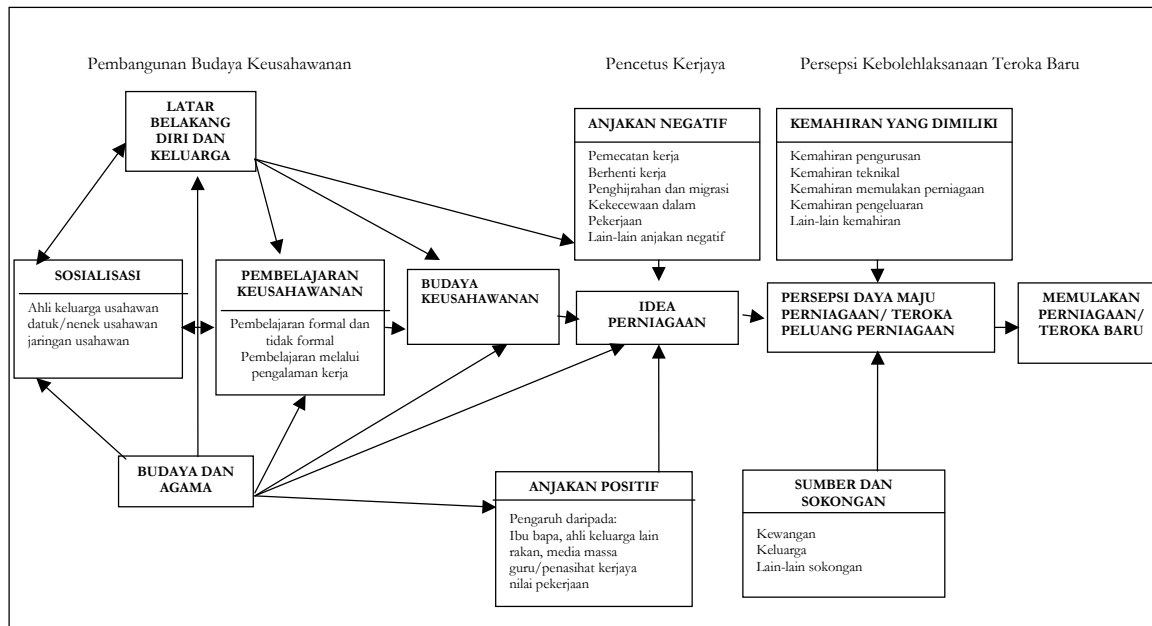 Pembangunan Budaya Keusahawanan
Pencetus Kerjaya
Persepsi Kebolehlaksanaan Teroka Baru
LATAR
BELAKANG
DIRI DAN
KELUARGA
ANJAKAN NEGATIF
Pemecatan kerja
Berhenti kerja
Penghijrahan dan migrasi
Kekecewaan dalam
Pekerjaan
Lain-lain anjakan negatif
KEMAHIRAN YANG DIMILIKI
Kemahiran pengurusan
Kemahiran teknikal
Kemahiran memulakan perniagaan
Kemahiran pengeluaran
Lain-lain kemahiran
SOSIALISASI
Ahli keluarga usahawan
datuk/nenek usahawan
jaringan usahawan
PEMBELAJARAN
KEUSAHAWANAN
Pembelajaran formal dan
tidak formal
Pembelajaran melalui
pengalaman kerja
BUDAYA
KEUSAHAWANAN
IDEA
PERNIAGAAN
PERSEPSI DAYA MAJU
PERNIAGAAN/ TEROKA
PELUANG PERNIAGAAN
MEMULAKAN
PERNIAGAAN/
TEROKA BARU
BUDAYA DAN
AGAMA
ANJAKAN POSITIF
Pengaruh daripada:
Ibu bapa, ahli keluarga lain
rakan, media massa
guru/penasihat kerjaya
nilai pekerjaan
SUMBER DAN
SOKONGAN
Kewangan
Keluarga
Lain-lain sokongan